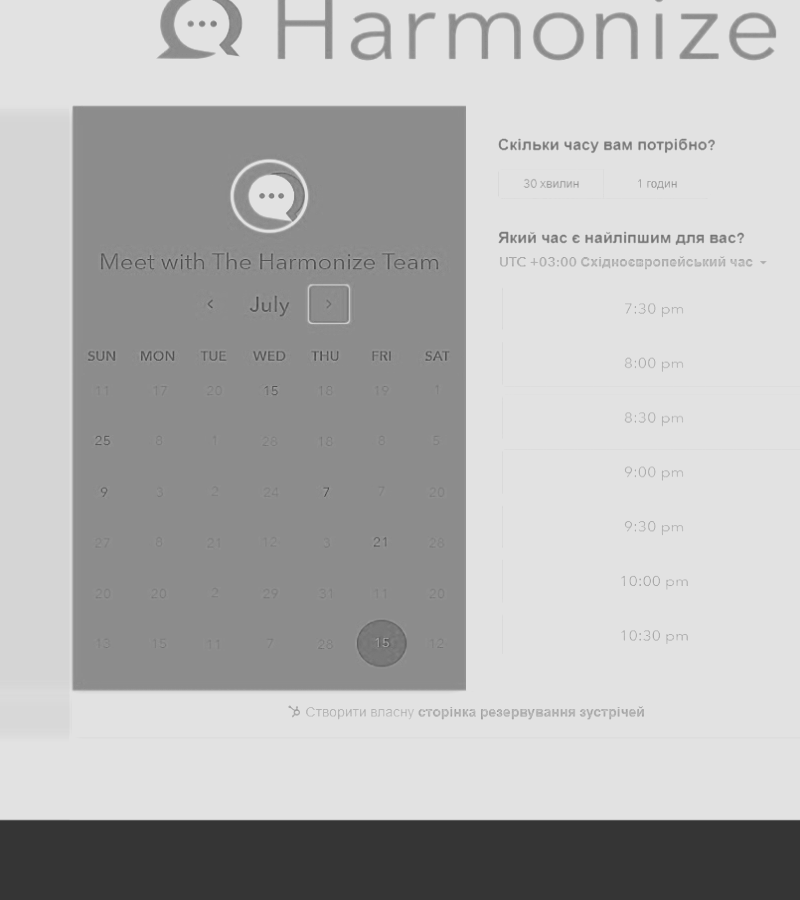 Harmonize
Meet with The Harmonize Team
July
SUN MON TUE WED THU FRI SAT
11 17 20 15 18 19 1
25 8 1 28 18 8 5
9 3 2 24 7 7 20
27 8 21 12 3 21 26
20 20 2 29 31 11 20
13 15 11 7 28 15 12
Скільки часу вам потрібно?
30 хвилин 1 годин
Який час є найліпшим для вас?
UTC +03:00 Східноєвропейський час
7:30 pm
8:00 pm
8:30 pm
9:00 pm
9:30 pm
10:00 pm
10:30 pm
Створити власну сторінка резервування зустрічей